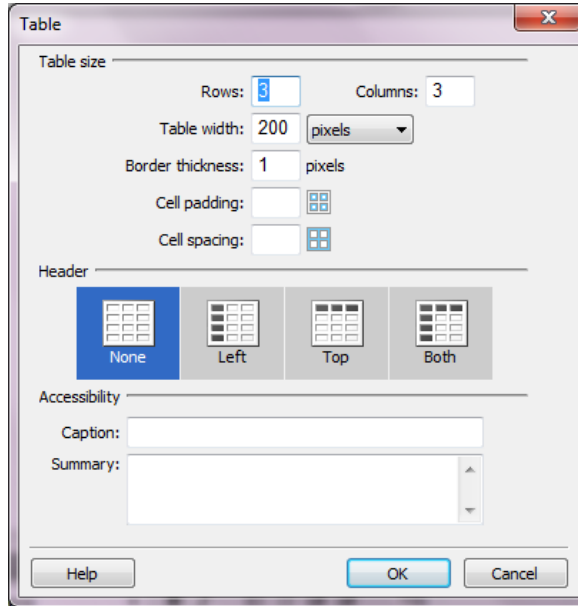 Table
Table size
Rows: 3 Columns: 3
Table width: 200 pixels
Border thickness: 1 pixels
Cell padding:
Cell spacing:
Header
None Left Top Both
Accessibility
Caption:
Summary:
Help OK Cancel